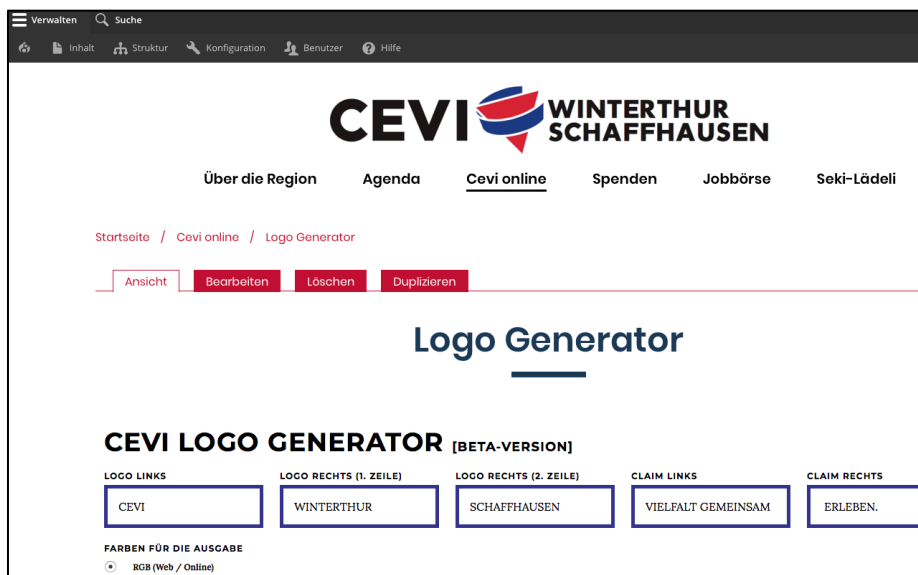 Verwalten Suche
Inhalt Struktur Konfiguration Benutzer Hilfe
CEVI WINTERTHUR
SCHAFFHAUSEN
Über die Region Agenda Cevi online Spenden Jobbörse Seki-Lädeli
Startseite / Cevi online / Logo Generator
Ansicht Bearbeiten Löschen Duplizieren
Logo Generator
CEVI LOGO GENERATOR [BETA-VERSION]
LOGO LINKS LOGO RECHTS (1. ZEILE) LOGO RECHTS (2. ZEILE) CLAIM LINKS CLAIM RECHTS
CEVI WINTERTHUR SCHAFFHAUSEN VIELFALT GEMEINSAM ERLEBEN.
FARBEN FÜR DIE AUSGABE
RGB (Web / Online)